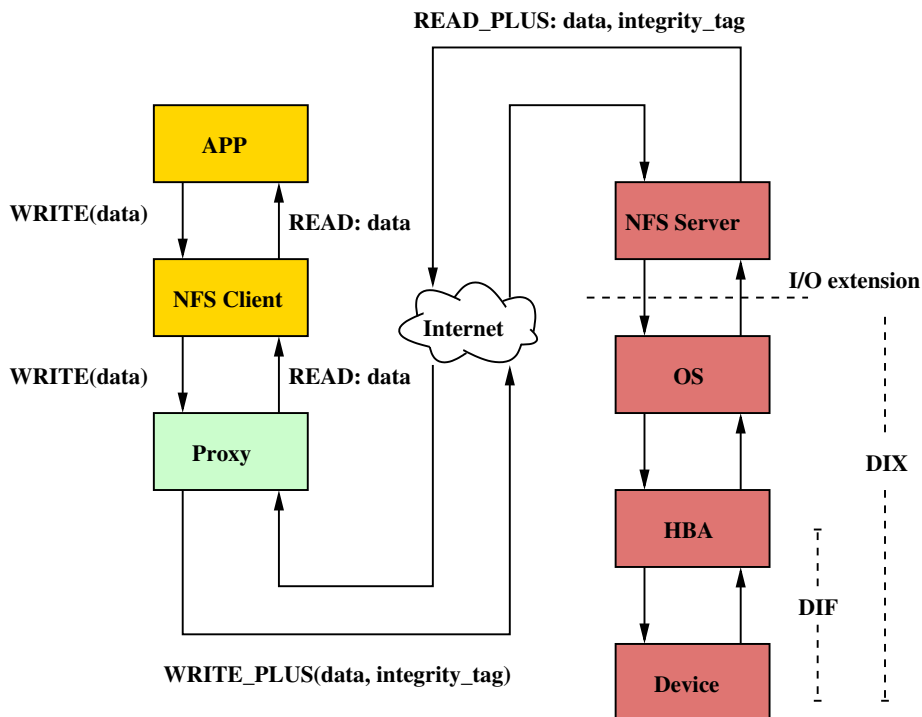 READ_PLUS: data, integrity_tag
APP
WRITE(data)
READ: data
NFS Server
I/O extension
NFS Client
Internet
WRITE(data)
READ: data
OS
Proxy
DIX
HBA
DIF
WRITE_PLUS(data, integrity_tag)
Device